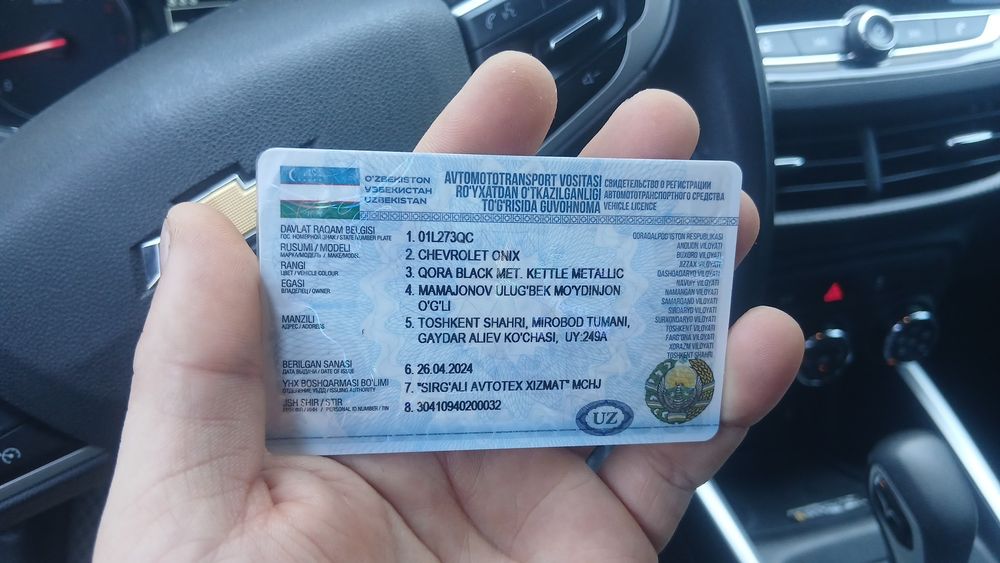 O'ZBEKISTON
УЗБЕКИСТАН
UZBEKISTAN
AVTOMOTOTRANSPORT VOSITASI
RO'YXATDAN O'TKAZILGANLIGI
TO'G'RISIDA GUVOHNOMA
СВИДЕТЕЛЬСТВО О РЕГИСТРАЦИИ
АВТОМОТОТРАНСПОРТНОГО СРЕДСТВА
VEHICLE LICENCE
DAVLAT RAQAM BELGISI
ГОС. НОМЕРНОЙ ЗНАК / STATE NUMBER PLATE
1. 01L273QC
RUSUMI / MODELI
МАРКА/МОДЕЛЬ / MAKE/MODEL
2. CHEVROLET ONIX
RANGI
ЦВЕТ / VEHICLE COLOUR
3. QORA BLACK MET. KETTLE METALLIC
EGASI
ВЛАДЕЛЕЦ / OWNER
4. MAMAJONOV ULUG'BEK MO'YDINJON
O'G'LI
MANZILI
АДРЕС / ADDRESS
5. TOSHKENT SHAHRI, MIROBOD TUMANI,
GAYDAR ALIEV KO'CHASI, UY:249A
BERILGAN SANASI
ДАТА ВЫДАЧИ / DATE OF ISSUE
6. 26.04.2024
YHX BOSHQARMASI BO'LIMI
ОТДЕЛЕНИЕ УБДД / ISSUING AUTHORITY
7. "SIRG'ALI AVTOTEX XIZMAT" MCHJ
JSH SHIR / STIR
/ PERSONAL ID NUMBER / TIN
8. 30410940200032
QORAQALPOG'ISTON RESPUBLIKASI
ANDIJON VILOYATI
BUXORO VILOYATI
JIZZAX VILOYATI
QASHQADARYO VILOYATI
NAVOIY VILOYATI
NAMANGAN VILOYATI
SAMARQAND VILOYATI
SIRDARYO VILOYATI
SURXONDARYO VILOYATI
TOSHKENT VILOYATI
FARG'ONA VILOYATI
XORAZM VILOYATI
TOSHKENT SHAHRI
UZ